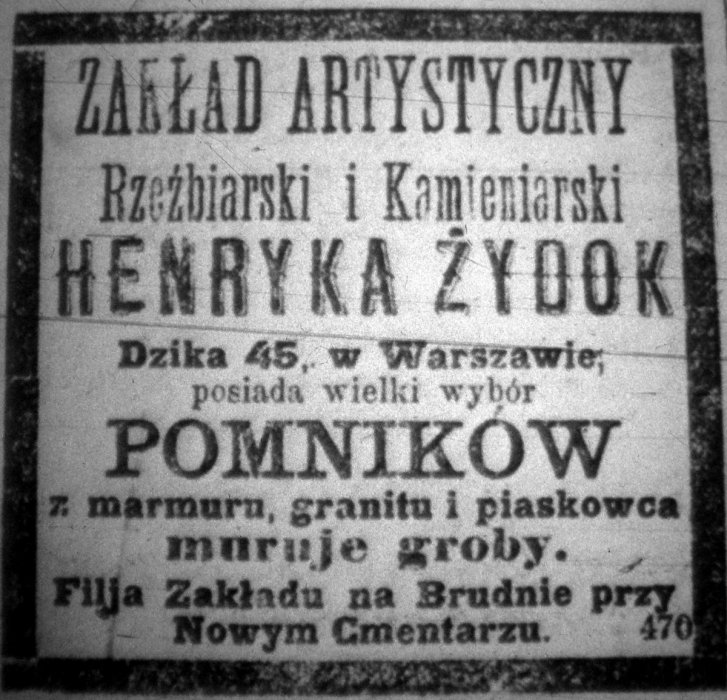 ZAKŁAD ARTYSTYCZNY
Rzeźbiarski i Kamieniarski
HENRYKA ŻYDOK
Dzika 45, w Warszawie,
posiada wielki wybór
POMNIKÓW
z marmuru, granitu i piaskowca
muruje groby.
Filja Zakładu na Brudnie przy
Nowym Cmentarzu. 470